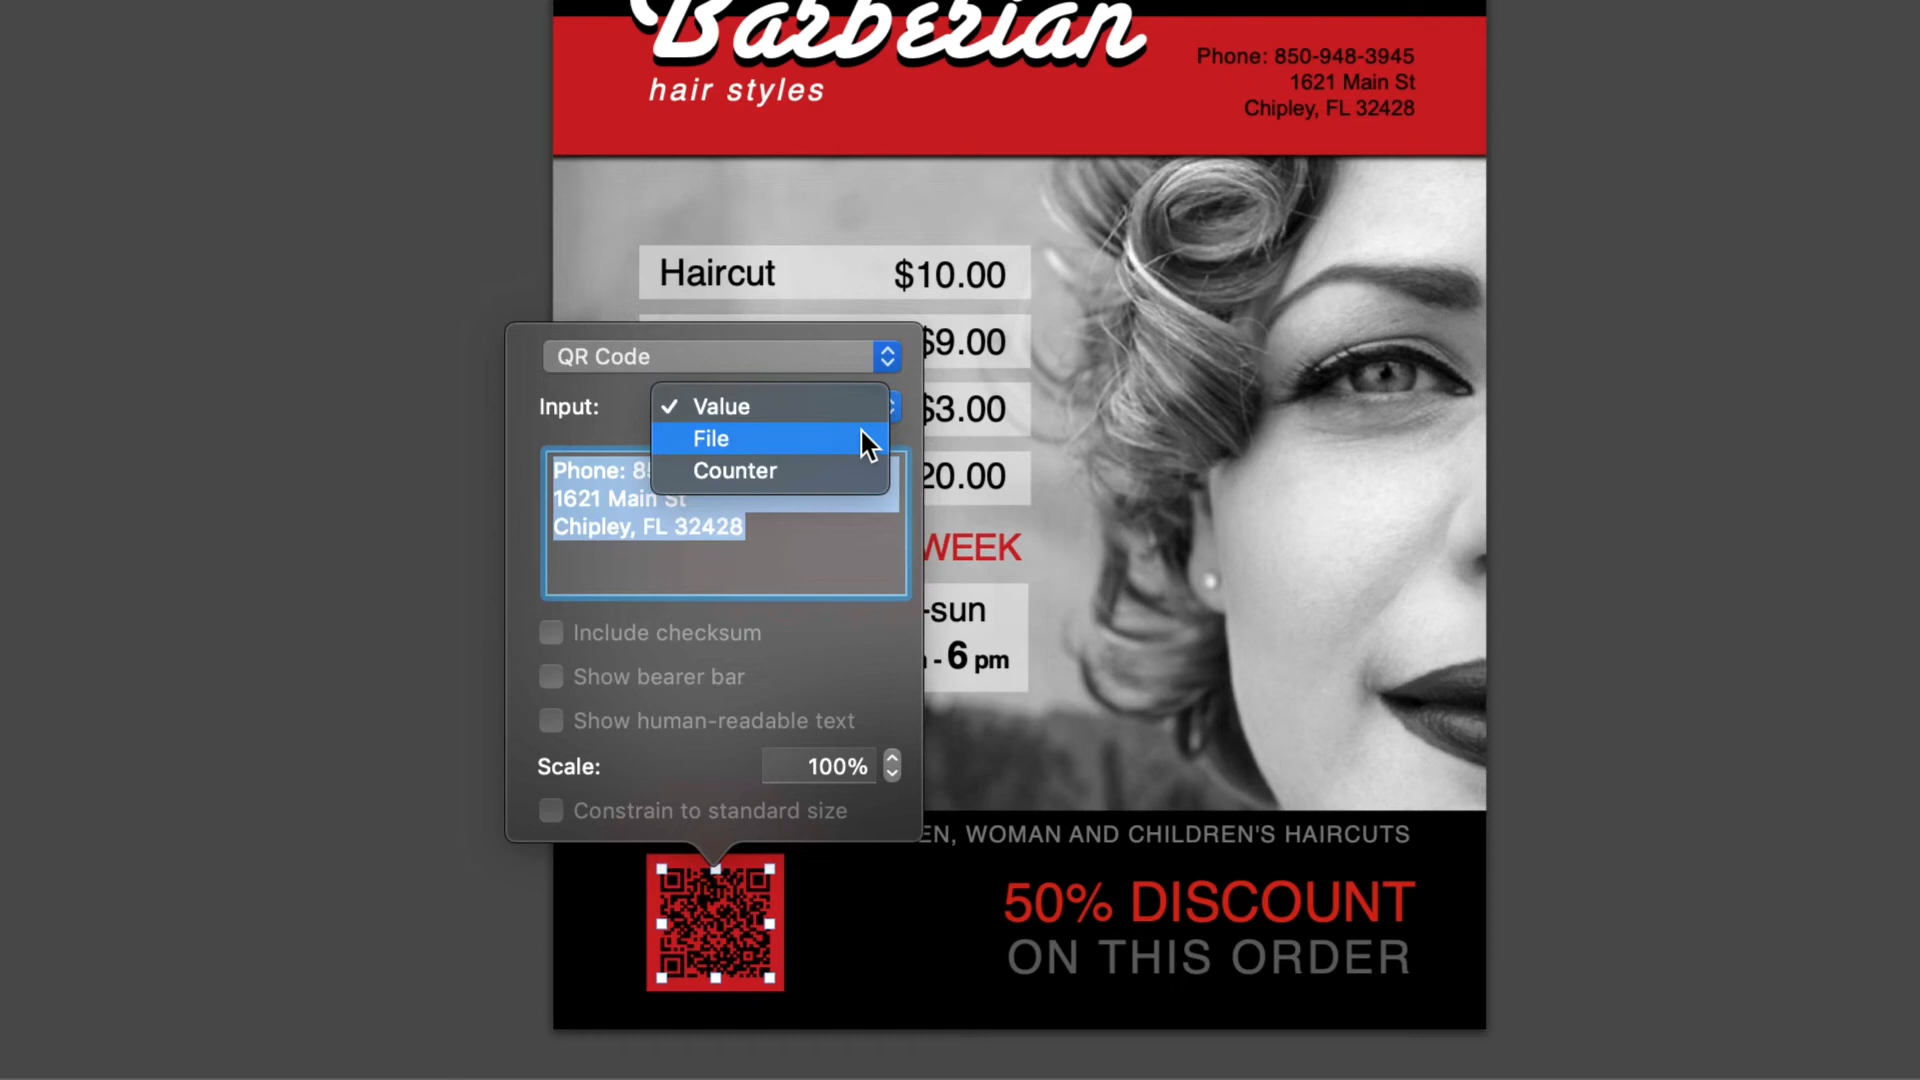 Barberian
hair styles
Phone: 850-948-3945
1621 Main St
Chipley, FL 32428
Haircut $10.00
$9.00
$3.00
20.00
WEEK
-sun
- 6 pm
QR Code
Input:
✓ Value
File
Counter
Phone: 8
1621 Main St
Chipley, FL 32428
Include checksum
Show bearer bar
Show human-readable text
Scale: 100%
Constrain to standard size
EN, WOMAN AND CHILDREN'S HAIRCUTS
50% DISCOUNT
ON THIS ORDER